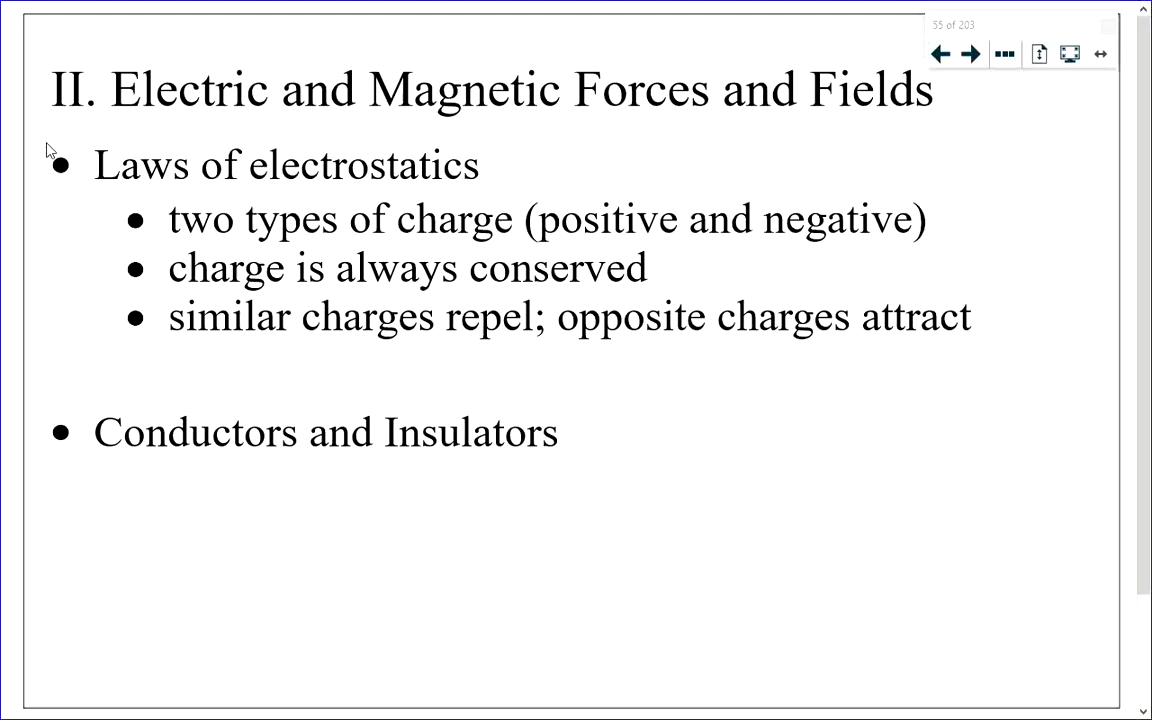 55 of 203
II. Electric and Magnetic Forces and Fields
• Laws of electrostatics
• two types of charge (positive and negative)
• charge is always conserved
• similar charges repel; opposite charges attract
• Conductors and Insulators